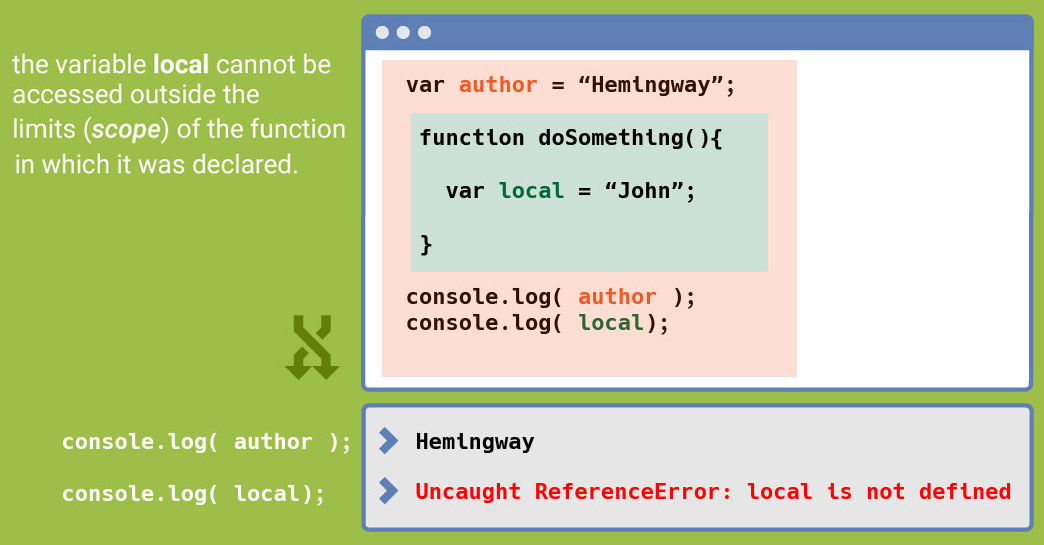 the variable local cannot be
accessed outside the
limits (scope) of the function
in which it was declared.
var author = “Hemingway”;
function doSomething(){
var local = “John”;
}
console.log( author );
console.log( local);
console.log( author );
Hemingway
console.log( local);
Uncaught ReferenceError: local is not defined